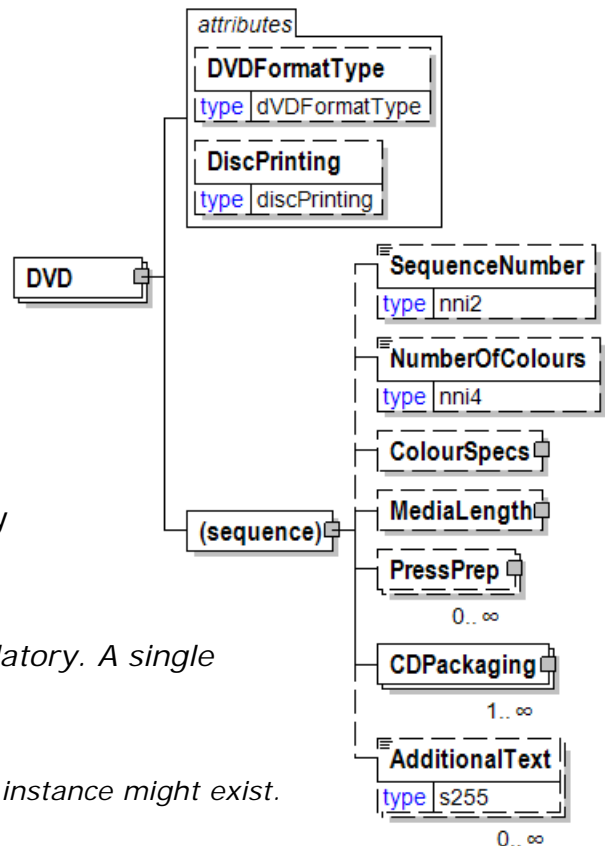 attributes
DVDFormatType
type dVDFormatType
DiscPrinting
type discPrinting
DVD
SequenceNumber
type nni2
NumberOfColours
type nni4
ColourSpecs
MediaLength
(sequence)
PressPrep
0.. ∞
CDPackaging
1.. ∞
AdditionalText
type s255
0.. ∞
y
latory. A single
instance might exist.